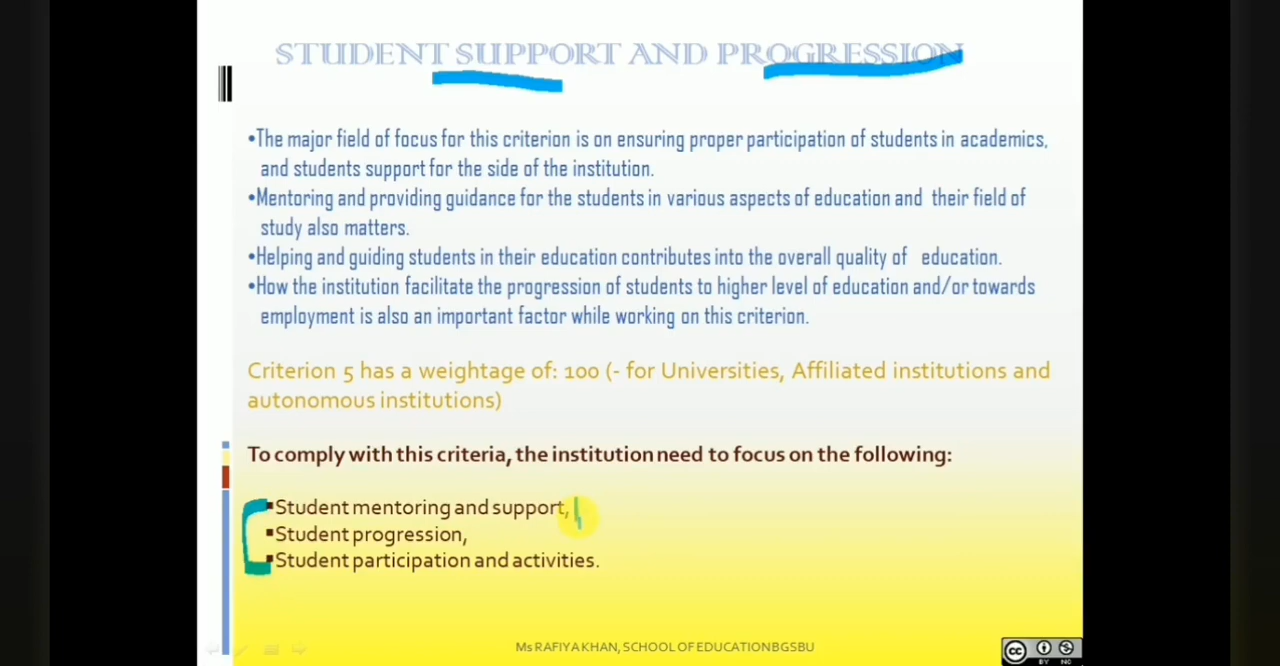 STUDENT SUPPORT AND PROGRESSION
•The major field of focus for this criterion is on ensuring proper participation of students in academics,
and students support for the side of the institution.
•Mentoring and providing guidance for the students in various aspects of education and their field of
study also matters.
•Helping and guiding students in their education contributes into the overall quality of education.
•How the institution facilitate the progression of students to higher level of education and/or towards
employment is also an important factor while working on this criterion.
Criterion 5 has a weightage of: 100 (- for Universities, Affiliated institutions and
autonomous institutions)
To comply with this criteria, the institution need to focus on the following:
▪Student mentoring and support,
▪Student progression,
▪Student participation and activities.
Ms RAFIYA KHAN, SCHOOL OF EDUCATION BGSBU
cc
BY NC